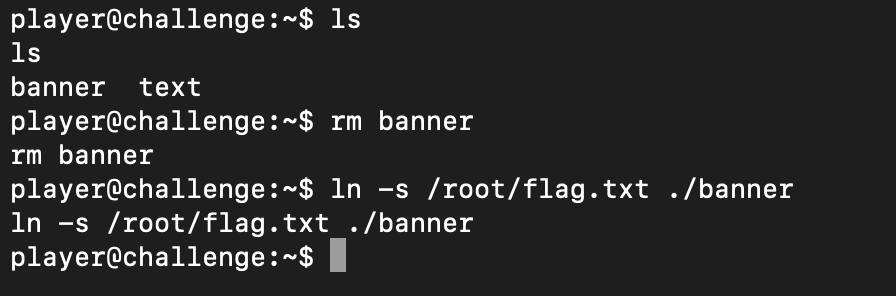 player@challenge:~$ ls
ls
banner  text
player@challenge:~$ rm banner
rm banner
player@challenge:~$ ln -s /root/flag.txt ./banner
ln -s /root/flag.txt ./banner
player@challenge:~$